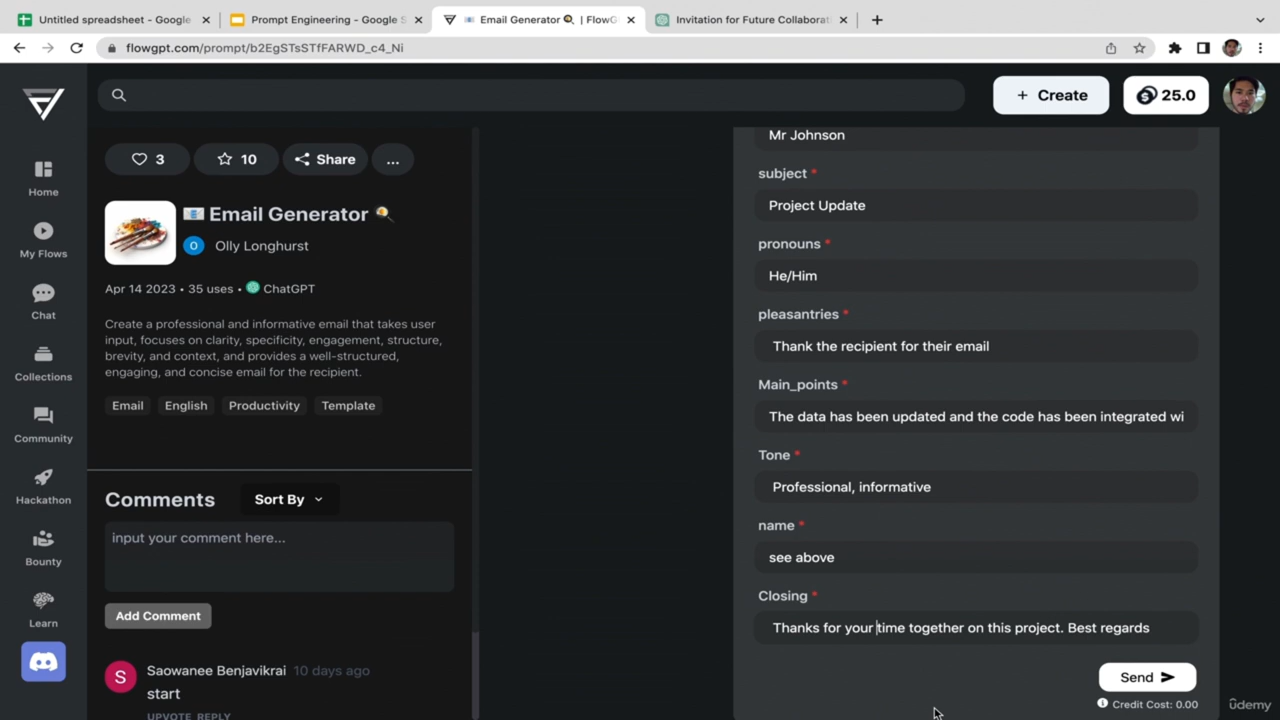 Untitled spreadsheet - Google
Prompt Engineering - Google S
Email Generator | FlowG
Invitation for Future Collaborati
flowgpt.com/prompt/b2EgSTsSTfFARWD_c4_Ni
+ Create
25.0
Home
My Flows
Chat
Collections
Community
Hackathon
Bounty
Learn
3
10
Share
...
Email Generator
O Olly Longhurst
Apr 14 2023 • 35 uses • ChatGPT
Create a professional and informative email that takes user
input, focuses on clarity, specificity, engagement, structure,
brevity, and context, and provides a well-structured,
engaging, and concise email for the recipient.
Email English Productivity Template
Comments
Sort By
input your comment here...
Add Comment
S
Saowanee Benjavikrai 10 days ago
start
UPVOTE REPLY
Mr Johnson
subject *
Project Update
pronouns *
He/Him
pleasantries *
Thank the recipient for their email
Main_points *
The data has been updated and the code has been integrated wi
Tone *
Professional, informative
name *
see above
Closing *
Thanks for your time together on this project. Best regards
Send
Credit Cost: 0.00
ûdemy